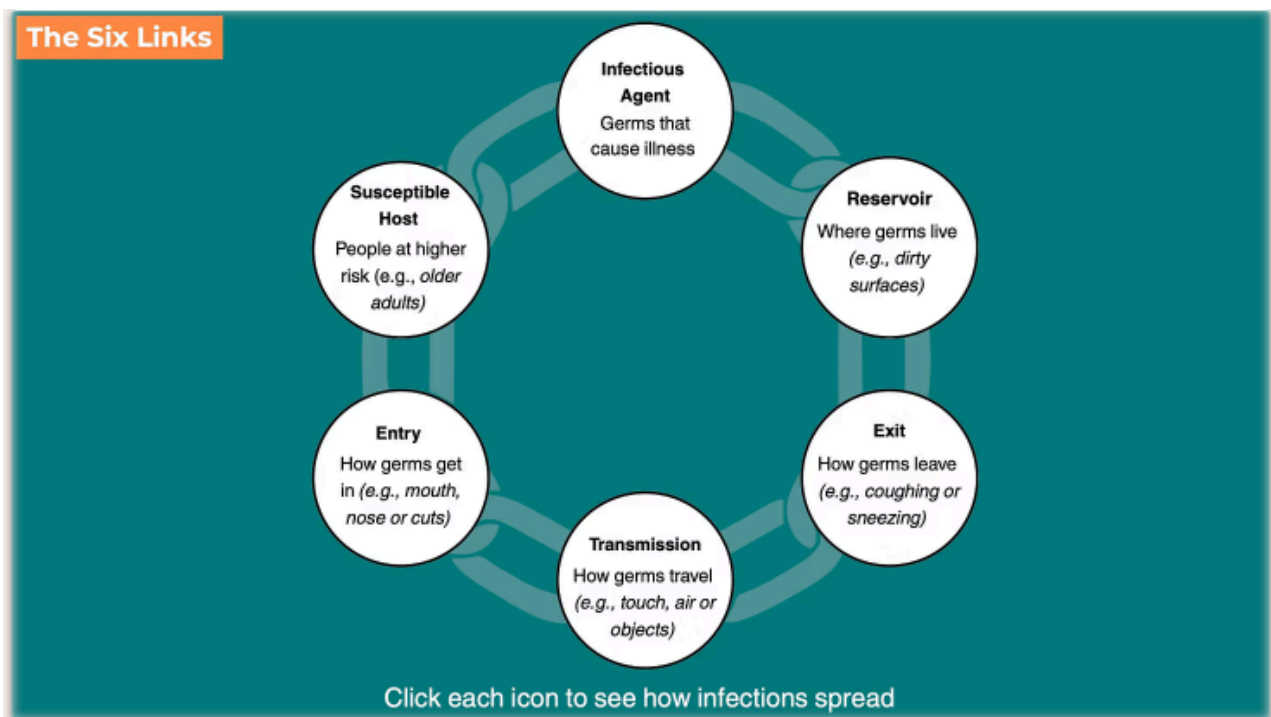 The Six Links
Infectious
Agent
Germs that
cause illness
Reservoir
Where germs live
(e.g., dirty
surfaces)
Exit
How germs leave
(e.g., coughing or
sneezing)
Transmission
How germs travel
(e.g., touch, air or
objects)
Entry
How germs get
in (e.g., mouth,
nose or cuts)
Susceptible
Host
People at higher
risk (e.g., older
adults)
Click each icon to see how infections spread